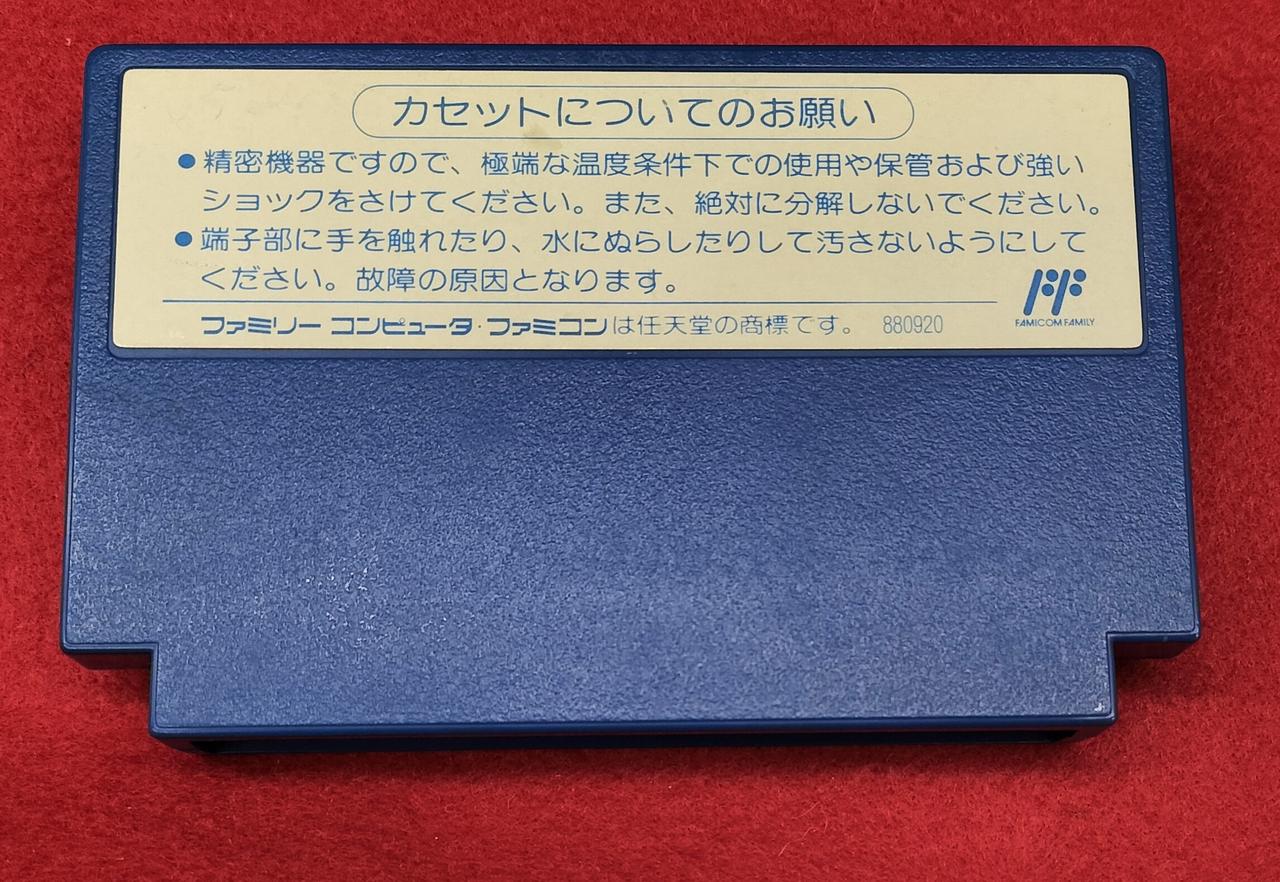 カセットについてのお願い
●精密機器ですので、極端な温度条件下での使用や保管および強い
ショックをさけてください。また、絶対に分解しないでください。
●端子部に手を触れたり、水にぬらしたりして汚さないようにして
ください。故障の原因となります。
ファミリー コンピュータ・ファミコンは任天堂の商標です。 880920
FAMICOM FAMILY